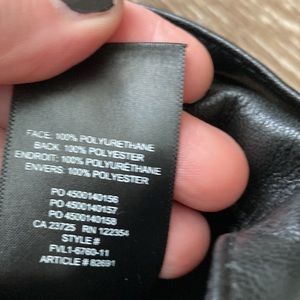 FACE: 100% POLYURETHANE
BACK: 100% POLYESTER
ENDROIT: 100% POLYURÉTHANE
ENVERS: 100% POLYESTER
PO 4500140156
PO 4500140157
PO 4500140158
CA 23725 RN 122354
STYLE #
FVL1-6760-11
ARTICLE # 82691